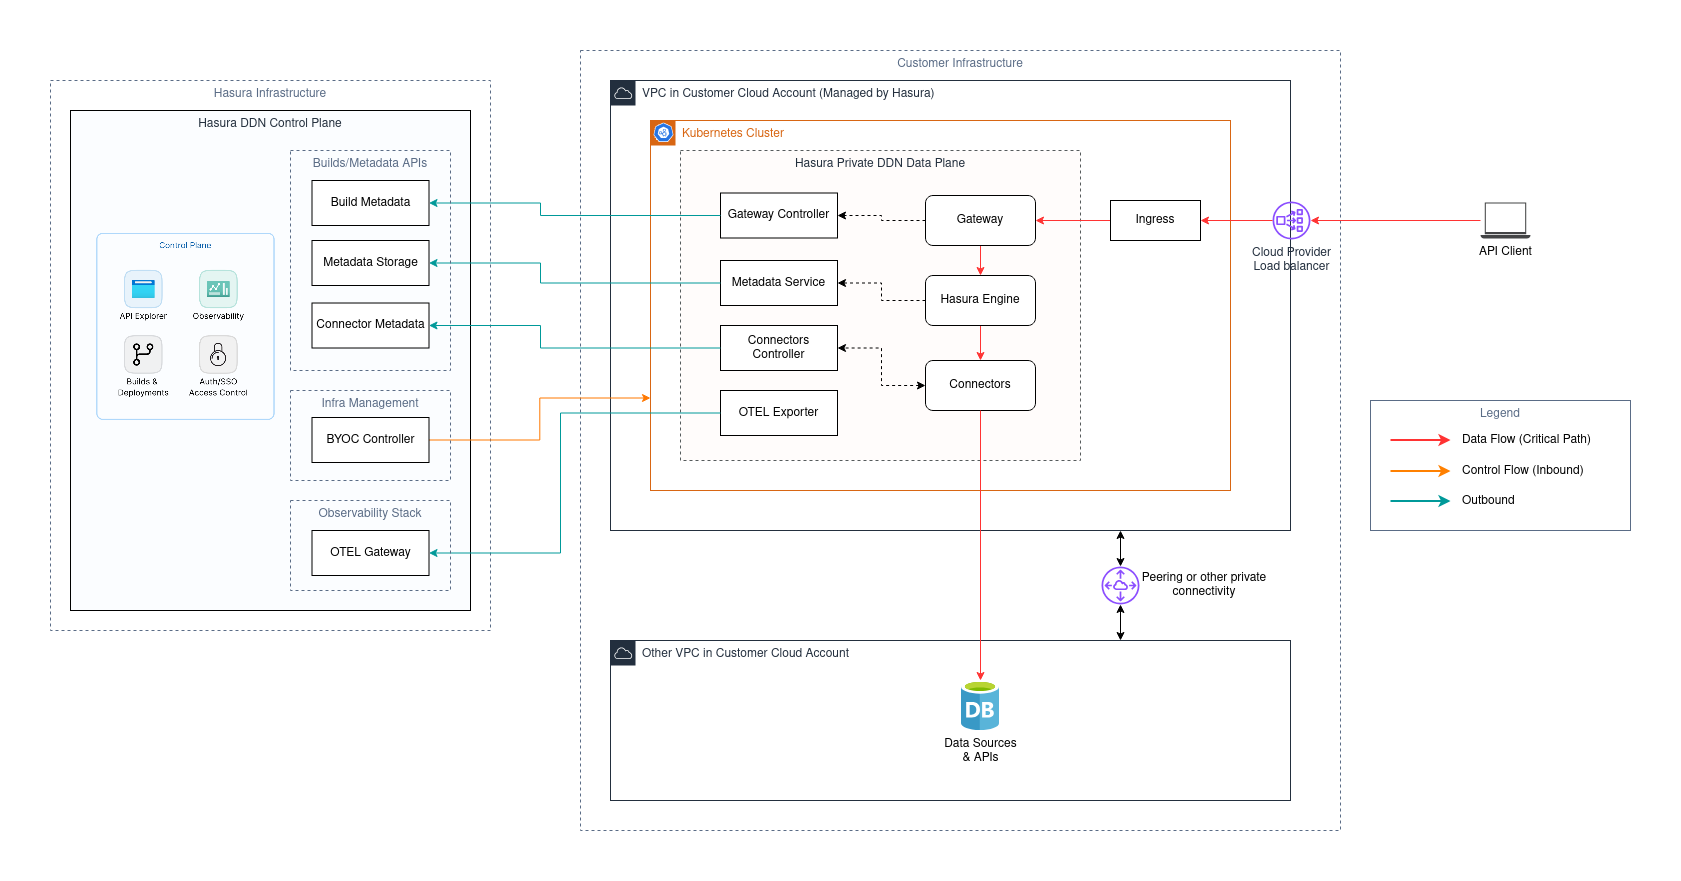 Hasura Infrastructure
Hasura DDN Control Plane
Control Plane
API Explorer
Observability
Builds &
Deployments
Auth/SSO
Access Control
Builds/Metadata APIs
Build Metadata
Metadata Storage
Connector Metadata
Infra Management
BYOC Controller
Observability Stack
OTEL Gateway
Customer Infrastructure
VPC in Customer Cloud Account (Managed by Hasura)
Kubernetes Cluster
Hasura Private DDN Data Plane
Gateway Controller
Metadata Service
Connectors
Controller
OTEL Exporter
Gateway
Hasura Engine
Connectors
Ingress
Cloud Provider
Load balancer
API Client
Peering or other private
connectivity
Other VPC in Customer Cloud Account
DB
Data Sources
& APIs
Legend
Data Flow (Critical Path)
Control Flow (Inbound)
Outbound